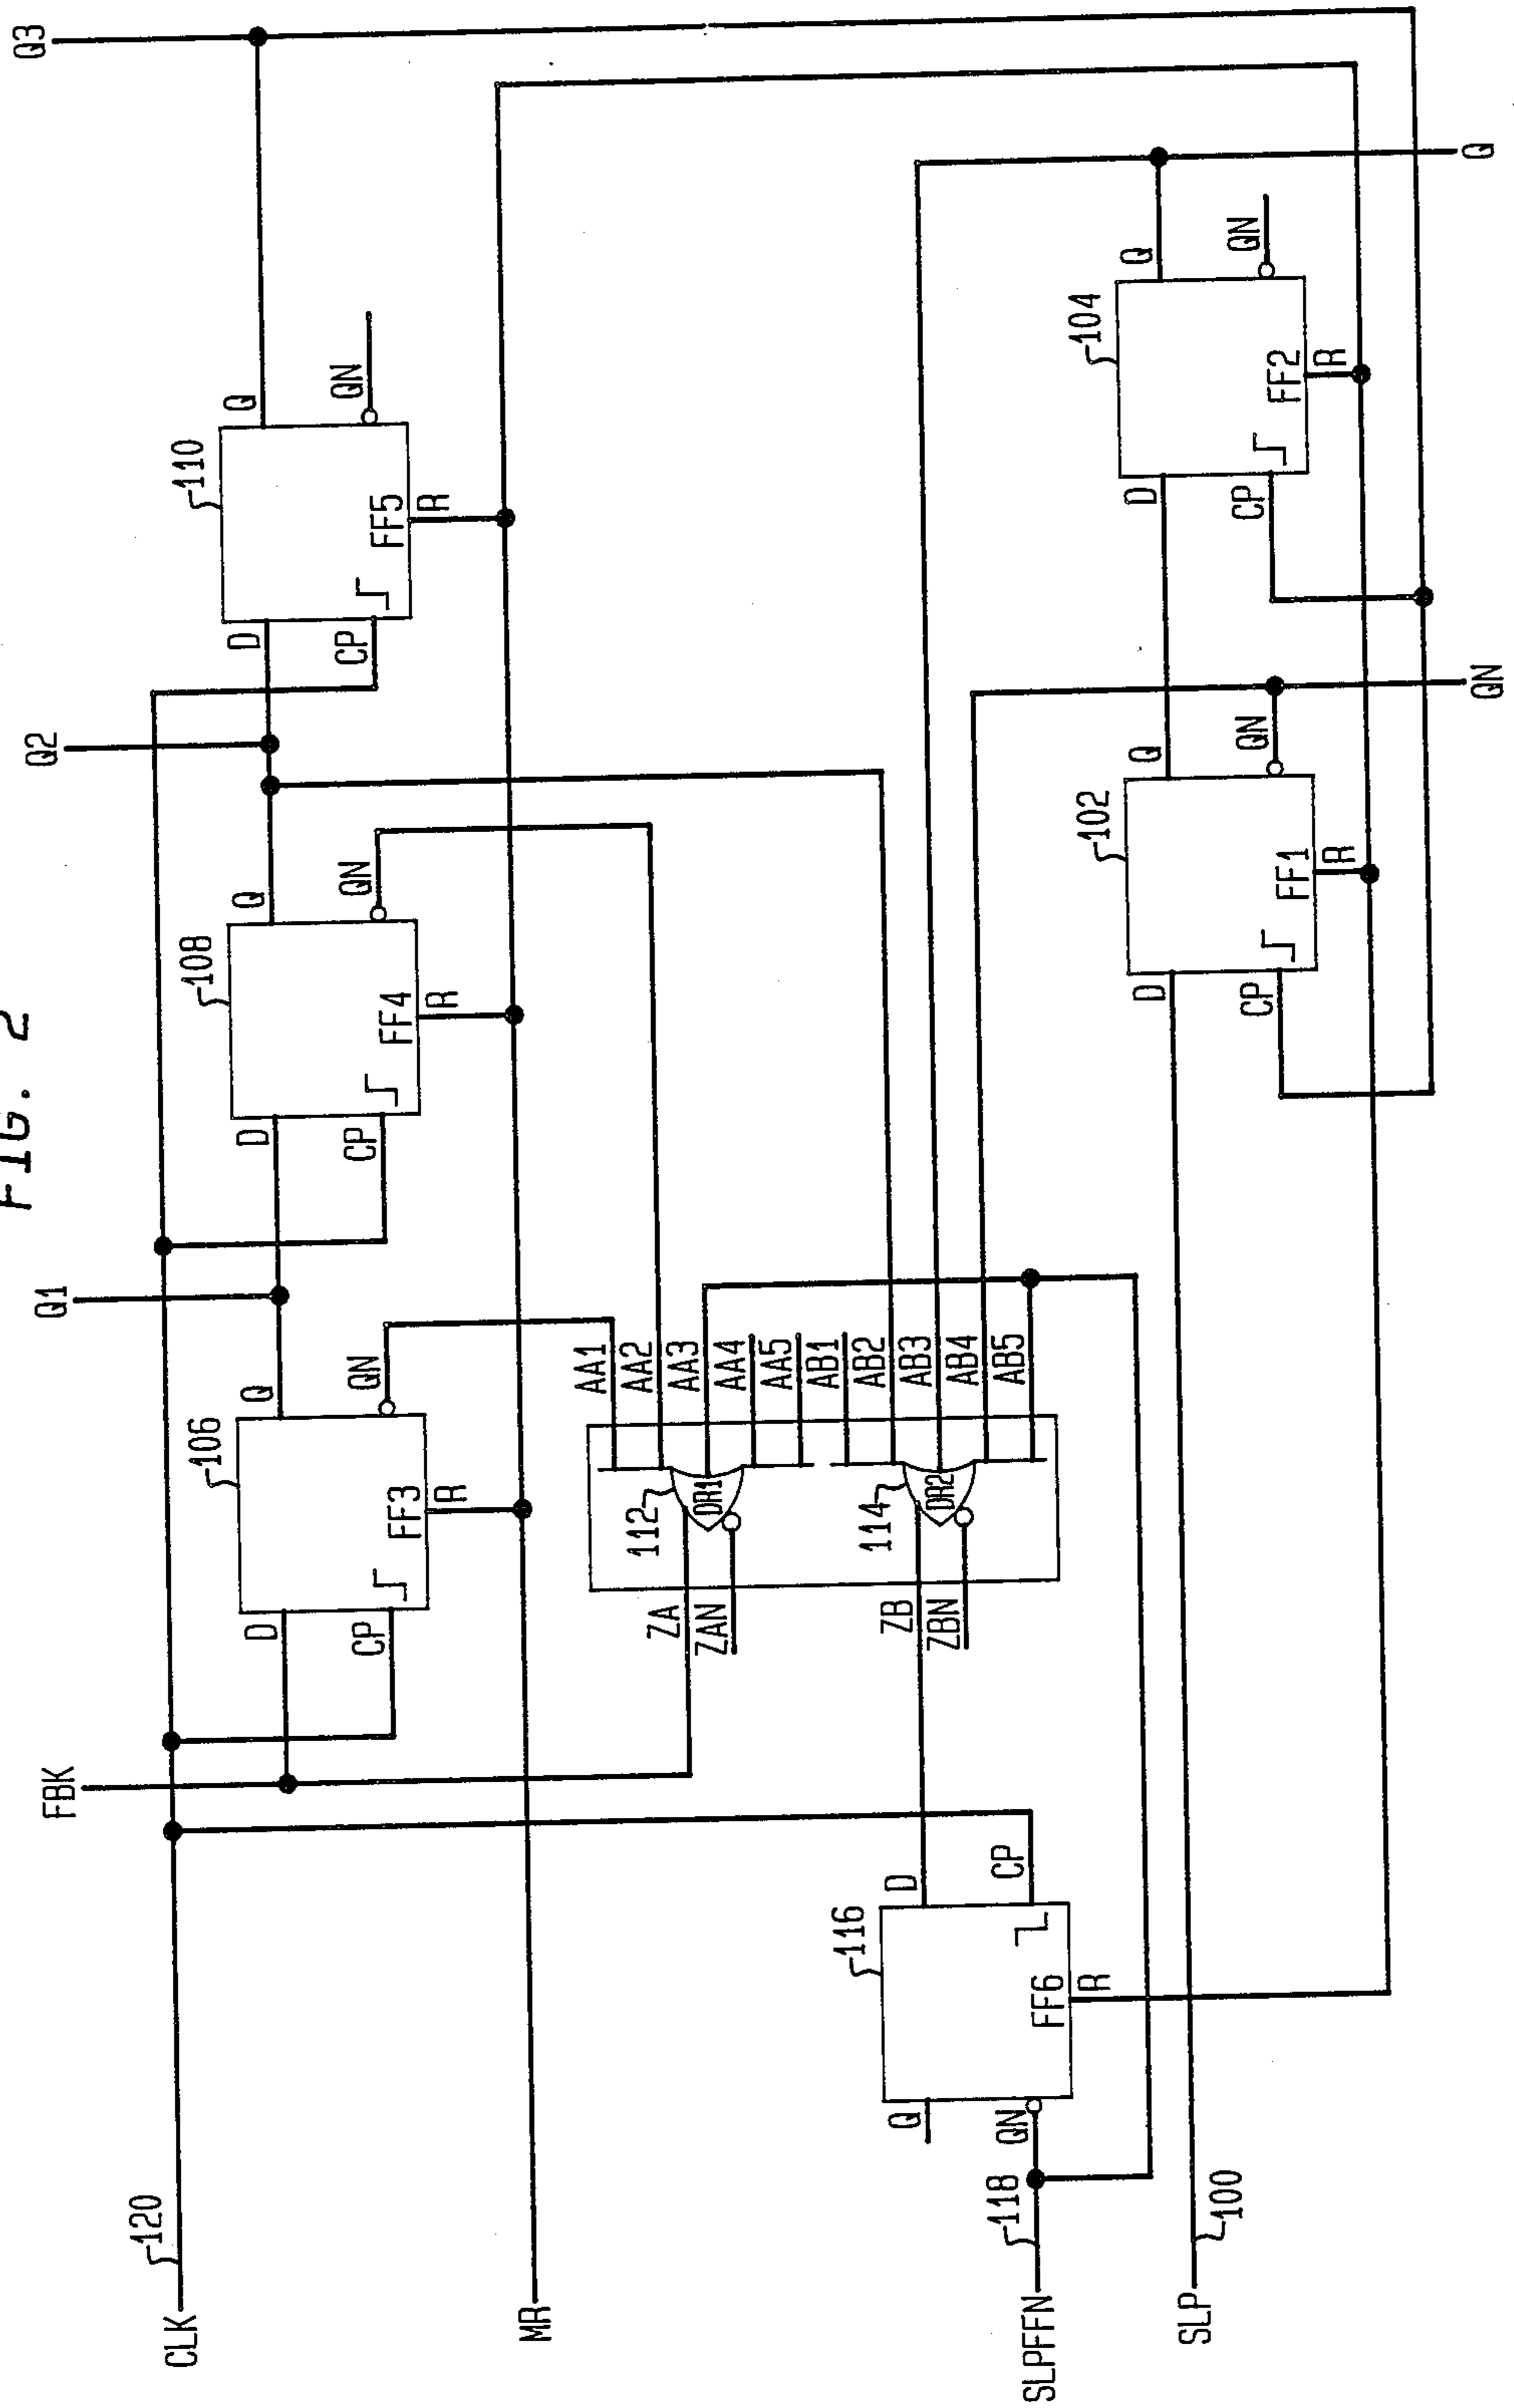 FIG. 2
CLK
120
FBK
Q1
Q2
Q3
106
D
CP
Q
QN
FF3
R
108
D
CP
Q
QN
FF4
R
110
D
CP
Q
QN
FF5
R
MR
ZA
ZAN
112
OR1
AA1
AA2
AA3
AA4
AA5
ZB
ZBN
114
OR2
AB1
AB2
AB3
AB4
AB5
116
Q
QN
D
CP
FF6
R
SLPFFN
118
SLP
100
102
D
CP
Q
QN
FF1
R
104
D
CP
Q
QN
FF2
R
QN
Q